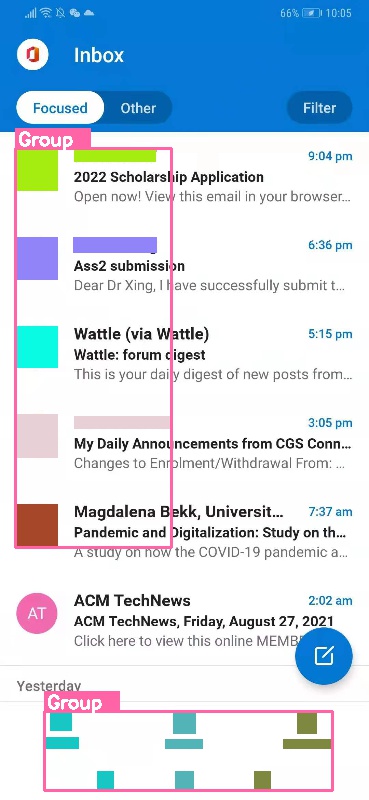 66% 10:05
Inbox
Focused Other Filter
Group
9:04 pm
2022 Scholarship Application
Open now! View this email in your browser...
6:36 pm
Ass2 submission
Dear Dr Xing, I have successfully submit t...
Wattle (via Wattle) 5:15 pm
Wattle: forum digest
This is your daily digest of new posts from...
3:05 pm
My Daily Announcements from CGS Conn...
Changes to Enrolment/Withdrawal From: ...
Magdalena Bekk, Universit... 7:37 am
Pandemic and Digitalization: Study on th...
A study on how the COVID-19 pandemic a...
AT
ACM TechNews 2:02 am
ACM TechNews, Friday, August 27, 2021
Click here to view this online
Yesterday
Group